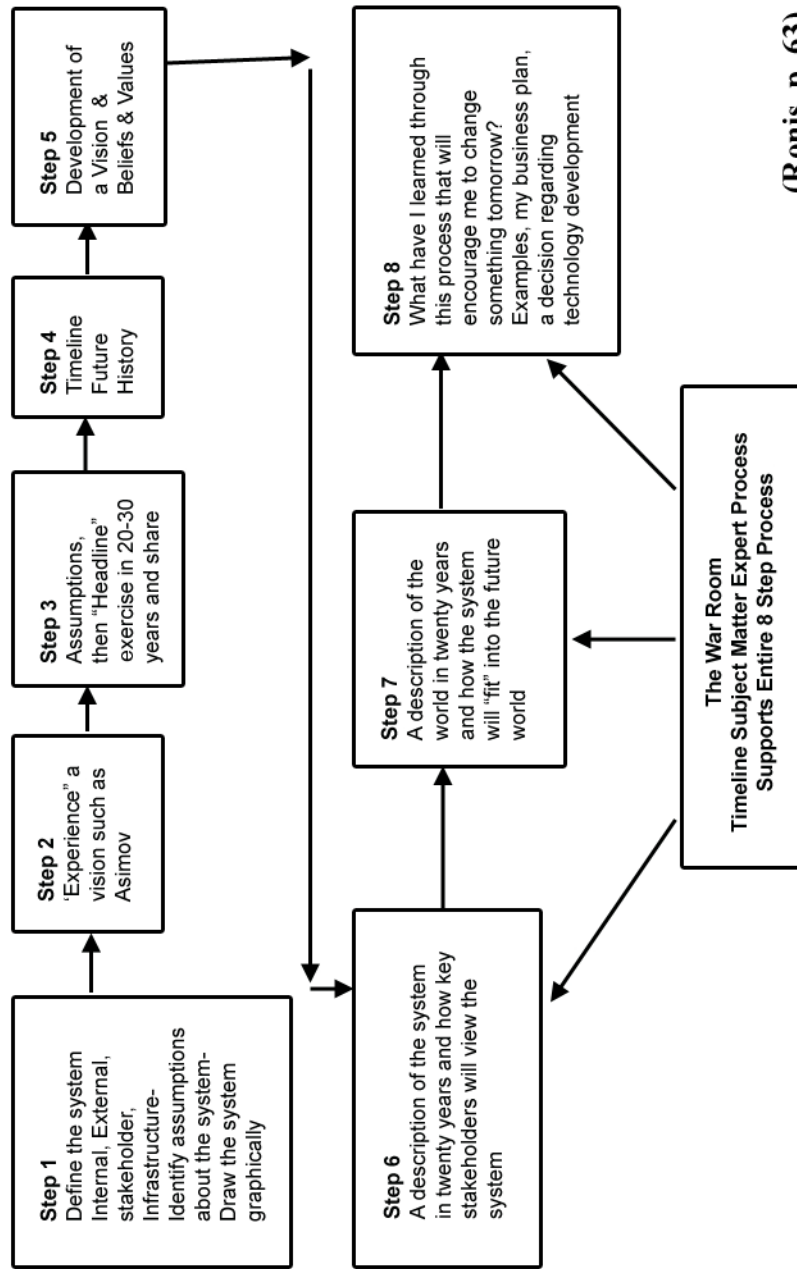 Step 1
Define the system
Internal, External,
stakeholder,
Infrastructure-
Identify assumptions
about the system-
Draw the system
graphically
Step 2
‘Experience” a
vision such as
Asimov
Step 3
Assumptions,
then “Headline”
exercise in 20-30
years and share
Step 4
Timeline
Future
History
Step 5
Development of
a Vision &
Beliefs & Values
Step 6
A description of the system
in twenty years and how key
stakeholders will view the
system
Step 7
A description of the
world in twenty years
and how the system
will “fit” into the future
world
Step 8
What have I learned through
this process that will
encourage me to change
something tomorrow?
Examples, my business plan,
a decision regarding
technology development
The War Room
Timeline Subject Matter Expert Process
Supports Entire 8 Step Process
(Ronis, p. 63)